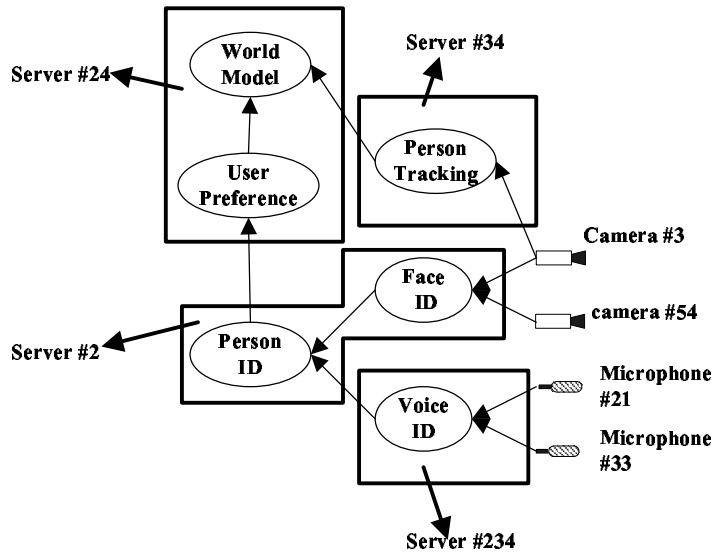 Server #34
World
Model
Server #24
Person
Tracking
User
Preference
Camera #3
Face
ID
camera #54
Person
ID
Server #2
Microphone
#21
Voice
ID
Microphone
#33
Server #234